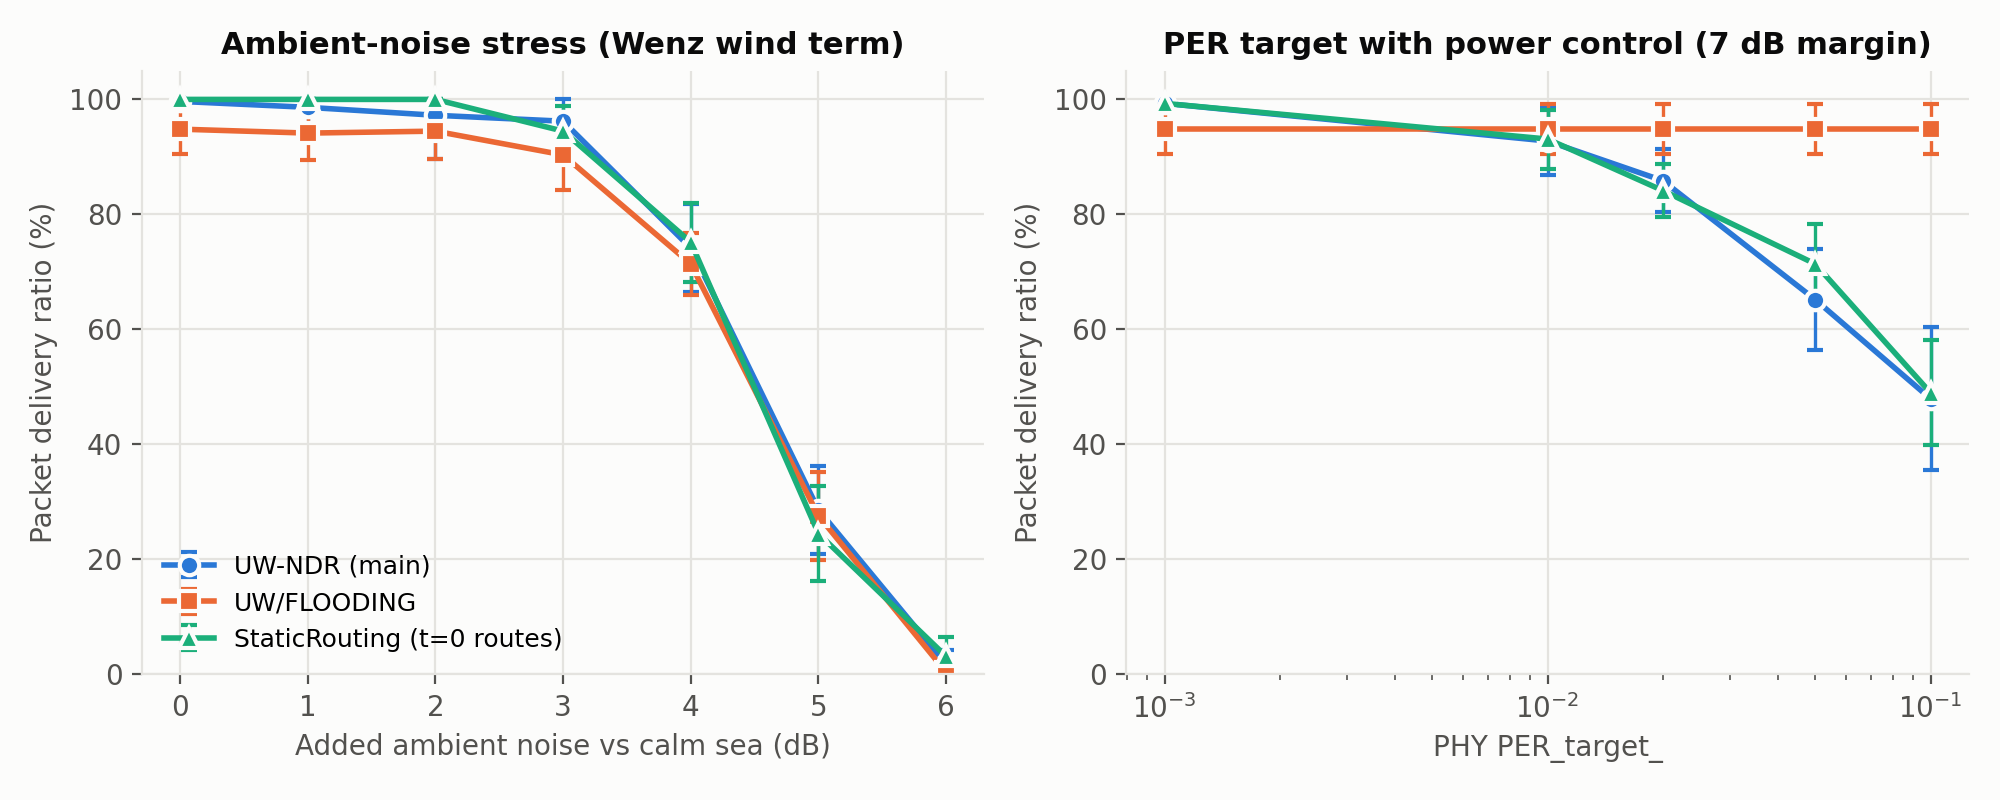 Ambient-noise stress (Wenz wind term)
Packet delivery ratio (%)
100
80
60
40
20
0
UW-NDR (main)
UW/FLOODING
StaticRouting (t=0 routes)
0 1 2 3 4 5 6
Added ambient noise vs calm sea (dB)
PER target with power control (7 dB margin)
Packet delivery ratio (%)
100
80
60
40
20
0
10⁻³ 10⁻² 10⁻¹
PHY PER_target_